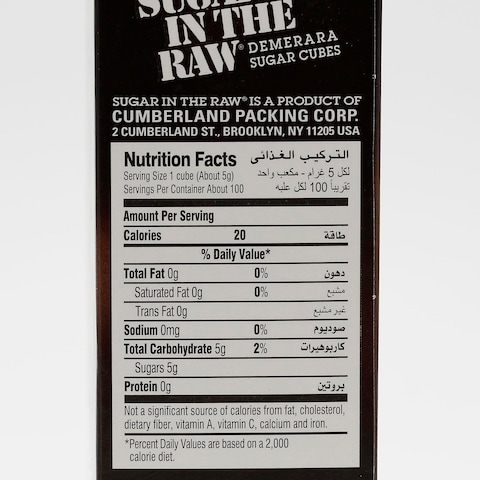 SUGAR
IN THE
RAW® DEMERARA
SUGAR CUBES
SUGAR IN THE RAW® IS A PRODUCT OF
CUMBERLAND PACKING CORP.
2 CUMBERLAND ST., BROOKLYN, NY 11205 USA
Nutrition Facts التركيب الغذائى
Serving Size 1 cube (About 5g) لكل 5 غرام - مكعب واحد
Servings Per Container About 100 تقريباً 100 لكل علبه
Amount Per Serving
Calories 20 طاقة
% Daily Value*
Total Fat 0g 0% دهون
Saturated Fat 0g 0% مشبع
Trans Fat 0g غير مشبع
Sodium 0mg 0% صوديوم
Total Carbohydrate 5g 2% كاربوهيرات
Sugars 5g
Protein 0g بروتين
Not a significant source of calories from fat, cholesterol,
dietary fiber, vitamin A, vitamin C, calcium and iron.
*Percent Daily Values are based on a 2,000
calorie diet.